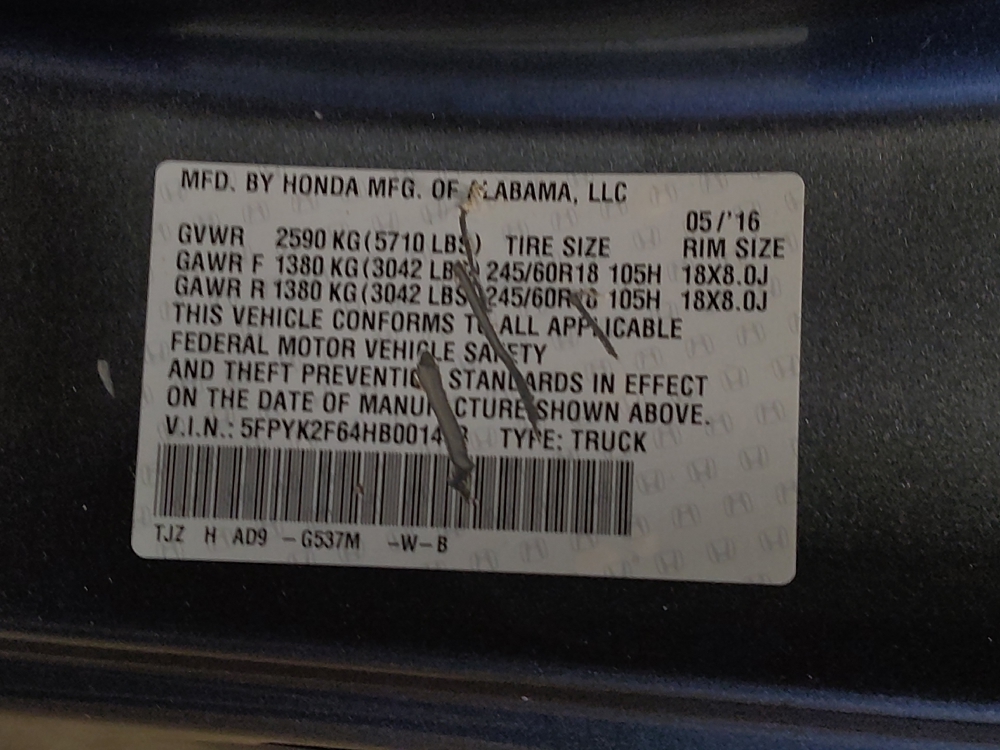 MFD. BY HONDA MFG. OF ALABAMA, LLC
05/'16
GVWR 2590 KG(5710 LBS) TIRE SIZE RIM SIZE
GAWR F 1380 KG(3042 LBS) 245/60R18 105H 18X8.0J
GAWR R 1380 KG(3042 LBS) 245/60R18 105H 18X8.0J
THIS VEHICLE CONFORMS TO ALL APPLICABLE
FEDERAL MOTOR VEHICLE SAFETY
AND THEFT PREVENTION STANDARDS IN EFFECT
ON THE DATE OF MANUFACTURE SHOWN ABOVE.
V.I.N.: TYPE: TRUCK
TJZ H AD9 -G537M -W-B